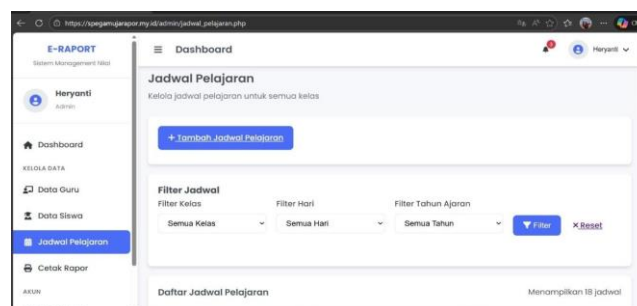 https://spegamujarapor.my.id/admin/jadwal_pelajaran.php
E-RAPORT
Sistem Manajemen Nilai
Dashboard
Heryanti
Heryanti
Admin
Dashboard
KELOLA DATA
Data Guru
Data Siswa
Jadwal Pelajaran
Cetak Rapor
AKUN
Jadwal Pelajaran
Kelola jadwal pelajaran untuk semua kelas
+ Tambah Jadwal Pelajaran
Filter Jadwal
Filter Kelas Filter Hari Filter Tahun Ajaran
Semua Kelas Semua Hari Semua Tahun Filter × Reset
Daftar Jadwal Pelajaran Menampilkan 18 jadwal